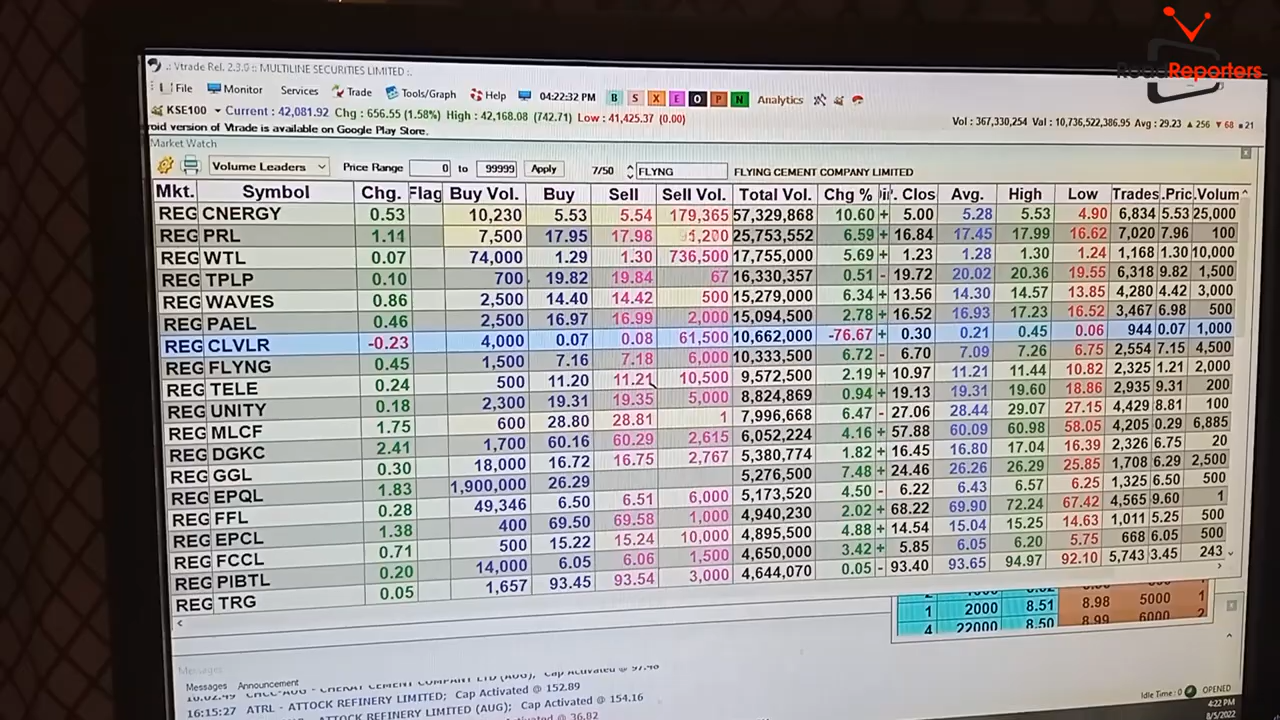 Road Reporters
.: Vtrade Rel. 2.3.0 :: MULTILINE SECURITIES LIMITED :.
File Monitor Services Trade Tools/Graph Help 04:22:32 PM B S X E O P N Analytics
KSE100 Current : 42,081.92 Chg : 656.55 (1.58%) High : 42,168.08 (742.71) Low : 41,425.37 (0.00) Vol : 367,330,254 Val : 10,736,522,386.95 Avg : 29.23 256 68 21
roid version of Vtrade is available on Google Play Store.
Market Watch
Volume Leaders Price Range 0 to 99999 Apply 7/50 FLYNG FLYING CEMENT COMPANY LIMITED
Mkt. Symbol Chg. Flag Buy Vol. Buy Sell Sell Vol. Total Vol. Chg % . Clos Avg. High Low Trades .Pric. Volum
REG CNERGY 0.53 10,230 5.53 5.54 179,365 57,329,868 10.60 + 5.00 5.28 5.53 4.90 6,834 5.53 25,000
REG PRL 1.14 7,500 17.95 17.98 25,753,552 6.59 + 16.84 17.45 17.99 16.62 7,020 7.96 100
REG WTL 0.07 74,000 1.29 1.30 736,500 17,755,000 5.69 + 1.23 1.28 1.30 1.24 1,168 1.30 10,000
REG TPLP 0.10 700 19.82 19.84 67 16,330,357 0.51 - 19.72 20.02 20.36 19.55 6,318 9.82 1,500
REG WAVES 0.86 2,500 14.40 14.42 500 15,279,000 6.34 + 13.56 14.30 14.57 13.85 4,280 4.42 3,000
REG PAEL 0.46 2,500 16.97 16.99 2,000 15,094,500 2.78 + 16.52 16.93 17.23 16.52 3,467 6.98 500
REG CLVLR -0.23 4,000 0.07 0.08 61,500 10,662,000 -76.67 + 0.30 0.21 0.45 0.06 944 0.07 1,000
REG FLYNG 0.45 1,500 7.16 7.18 6,000 10,333,500 6.72 - 6.70 7.09 7.26 6.75 2,554 7.15 4,500
REG TELE 0.24 500 11.20 11.21 10,500 9,572,500 2.19 + 10.97 11.21 11.44 10.82 2,325 1.21 2,000
REG UNITY 0.18 2,300 19.31 19.35 5,000 8,824,869 0.94 + 19.13 19.31 19.60 18.86 2,935 9.31 200
REG MLCF 1.75 600 28.80 28.81 1 7,996,668 6.47 - 27.06 28.44 29.07 27.15 4,429 8.81 100
REG DGKC 2.41 1,700 60.16 60.29 2,615 6,052,224 4.16 + 57.88 60.09 60.98 58.05 4,205 0.29 6,885
REG GGL 0.30 18,000 16.72 16.75 2,767 5,380,774 1.82 + 16.45 16.80 17.04 16.39 2,326 6.75 20
REG EPQL 1.83 1,900,000 26.29 5,276,500 7.48 + 24.46 26.26 26.29 25.85 1,708 6.29 2,500
REG FFL 0.28 49,346 6.50 6.51 6,000 5,173,520 4.50 - 6.22 6.43 6.57 6.25 1,325 6.50 500
REG EPCL 1.38 400 69.50 69.58 1,000 4,940,230 2.02 + 68.22 69.90 72.24 67.42 4,565 9.60 1
REG FCCL 0.71 500 15.22 15.24 10,000 4,895,500 4.88 + 14.54 15.04 15.25 14.63 1,011 5.25 500
REG PIBTL 0.20 14,000 6.05 6.06 1,500 4,650,000 3.42 + 5.85 6.05 6.20 5.75 668 6.05 500
REG TRG 0.05 1,657 93.45 93.54 3,000 4,644,070 0.05 - 93.40 93.65 94.97 92.10 5,743 3.45 243
1 2000 8.51 8.98 5000 1
4 22000 8.50 8.99 6000 2
Messages
Messages Announcement
CEMENT COMPANY LTD (AUG); Cap Activated @ 97.48
16:15:27 ATRL - ATTOCK REFINERY LIMITED; Cap Activated @ 152.89
ATTOCK REFINERY LIMITED (AUG); Cap Activated @ 154.16
Activated @ 36.82
Idle Time : 0 OPENED
4:22 PM
8/5/2022